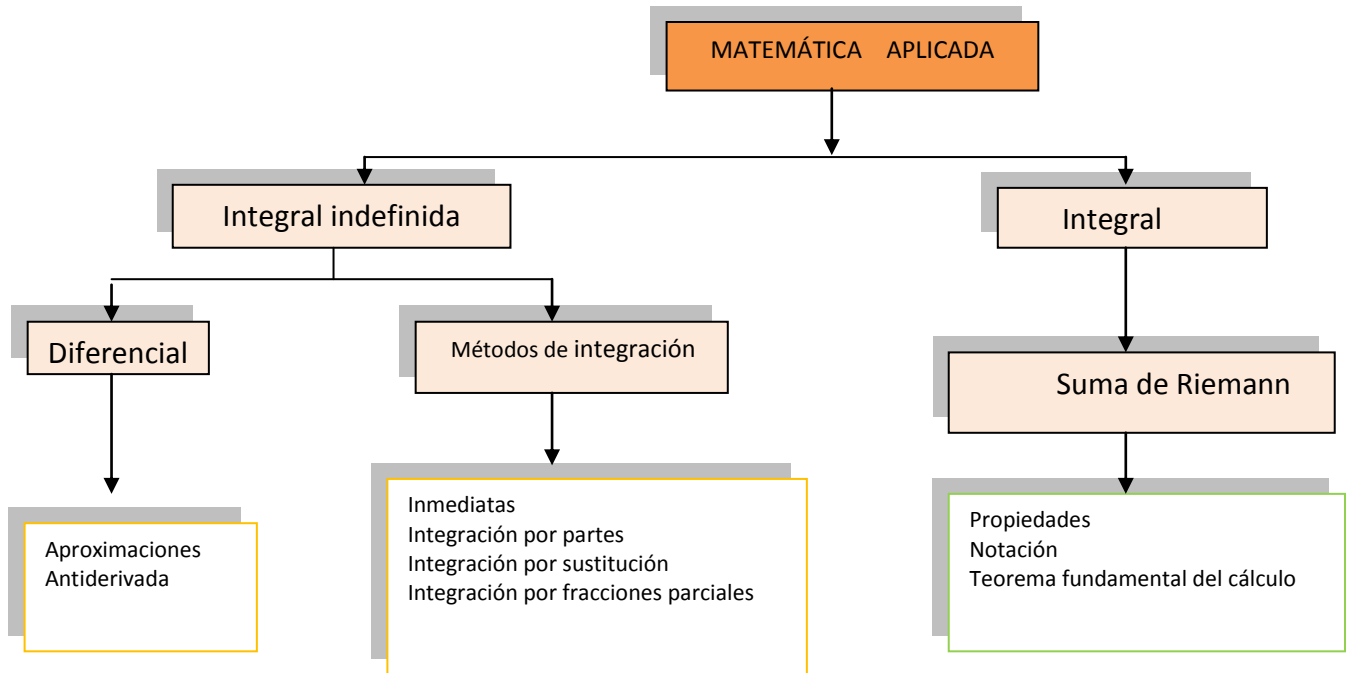 MATEMÁTICA APLICADA
Integral indefinida
Integral
Diferencial
Métodos de integración
Suma de Riemann
Aproximaciones
Antiderivada
Inmediatas
Integración por partes
Integración por sustitución
Integración por fracciones parciales
Propiedades
Notación
Teorema fundamental del cálculo